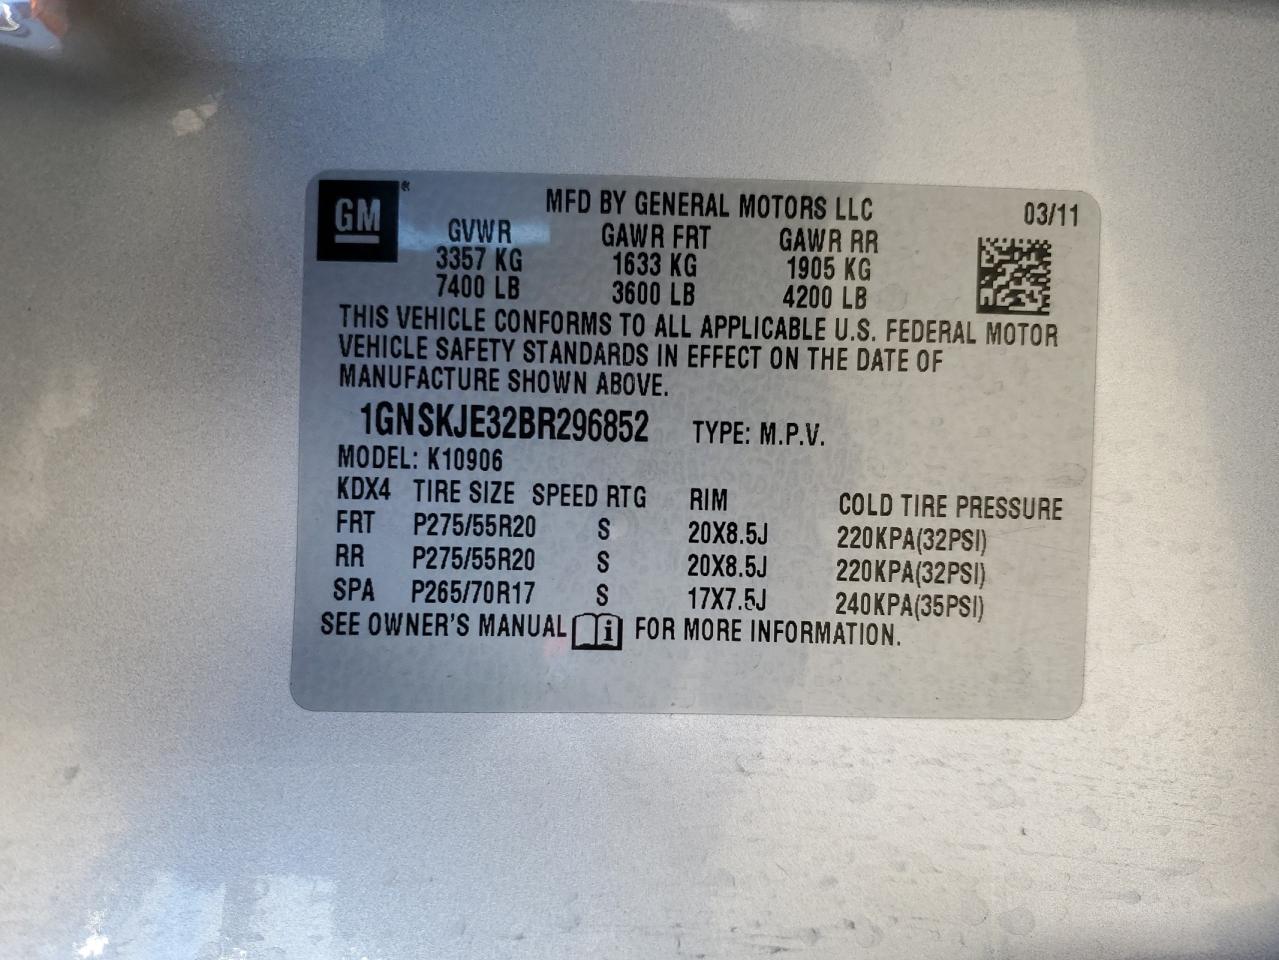 GM®
MFD BY GENERAL MOTORS LLC 03/11
GVWR GAWR FRT GAWR RR
3357 KG 1633 KG 1905 KG
7400 LB 3600 LB 4200 LB
THIS VEHICLE CONFORMS TO ALL APPLICABLE U.S. FEDERAL MOTOR
VEHICLE SAFETY STANDARDS IN EFFECT ON THE DATE OF
MANUFACTURE SHOWN ABOVE.
1GNSKJE32BR296852 TYPE: M.P.V.
MODEL: K10906
KDX4 TIRE SIZE SPEED RTG RIM COLD TIRE PRESSURE
FRT P275/55R20 S 20X8.5J 220KPA(32PSI)
RR P275/55R20 S 20X8.5J 220KPA(32PSI)
SPA P265/70R17 S 17X7.5J 240KPA(35PSI)
SEE OWNER'S MANUAL i FOR MORE INFORMATION.